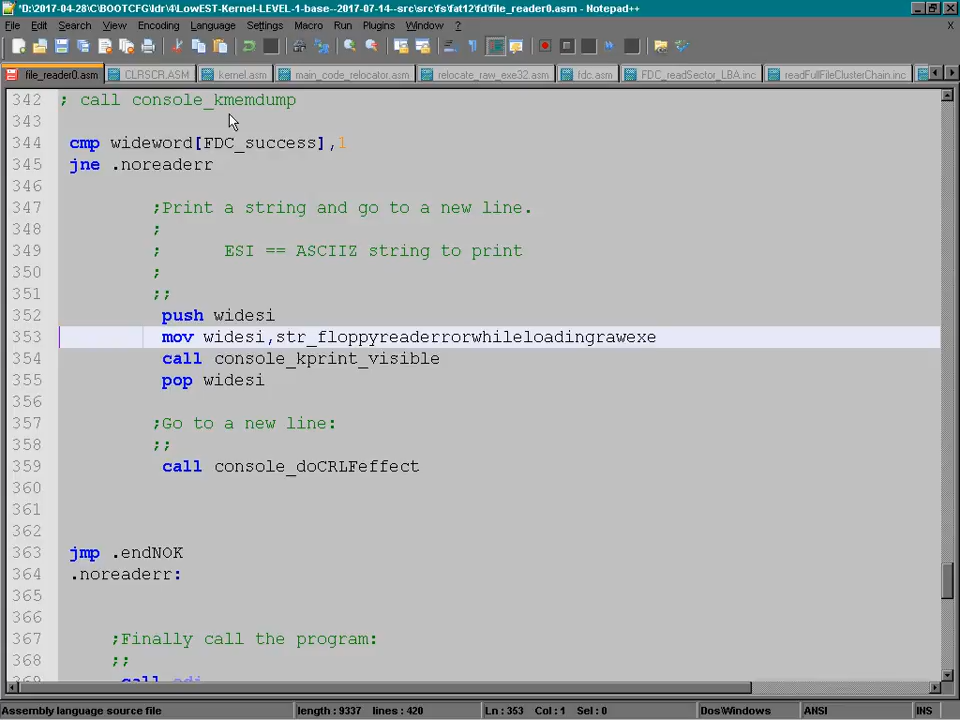 *D:\2017-04-28\C\BOOTCFG\ldr\4\LowEST-Kernel-LEVEL-1-base--2017-07-14--src\src\fs\fat12\fd\file_reader0.asm - Notepad++
File Edit Search View Encoding Language Settings Macro Run Plugins Window ? X
file_reader0.asm CLRSCR.ASM kernel.asm main_code_relocator.asm relocate_raw_exe32.asm fdc.asm FDC_readSector_LBA.inc readFullFileClusterChain.inc
342 ; call console_kmemdump
343
344 cmp wideword[FDC_success],1
345 jne .noreaderr
346
347 ;Print a string and go to a new line.
348 ;
349 ; ESI == ASCIIZ string to print
350 ;
351 ;;
352 push widesi
353 mov widesi,str_floppyreaderrorwhileloadingrawexe
354 call console_kprint_visible
355 pop widesi
356
357 ;Go to a new line:
358 ;;
359 call console_doCRLFeffect
360
361
362
363 jmp .endNOK
364 .noreaderr:
365
366
367 ;Finally call the program:
368 ;;
369 call edi
Assembly language source file length : 9337 lines : 420 Ln : 353 Col : 1 Sel : 0 Dos\Windows ANSI INS